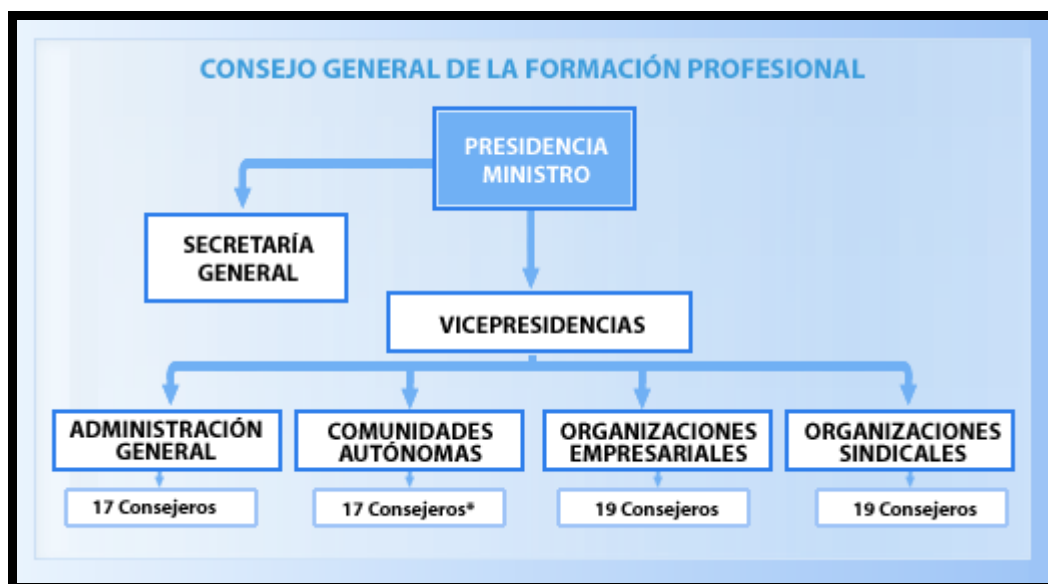 CONSEJO GENERAL DE LA FORMACIÓN PROFESIONAL
PRESIDENCIA
MINISTRO
SECRETARÍA
GENERAL
VICEPRESIDENCIAS
ADMINISTRACIÓN
GENERAL
COMUNIDADES
AUTÓNOMAS
ORGANIZACIONES
EMPRESARIALES
ORGANIZACIONES
SINDICALES
17 Consejeros
17 Consejeros*
19 Consejeros
19 Consejeros